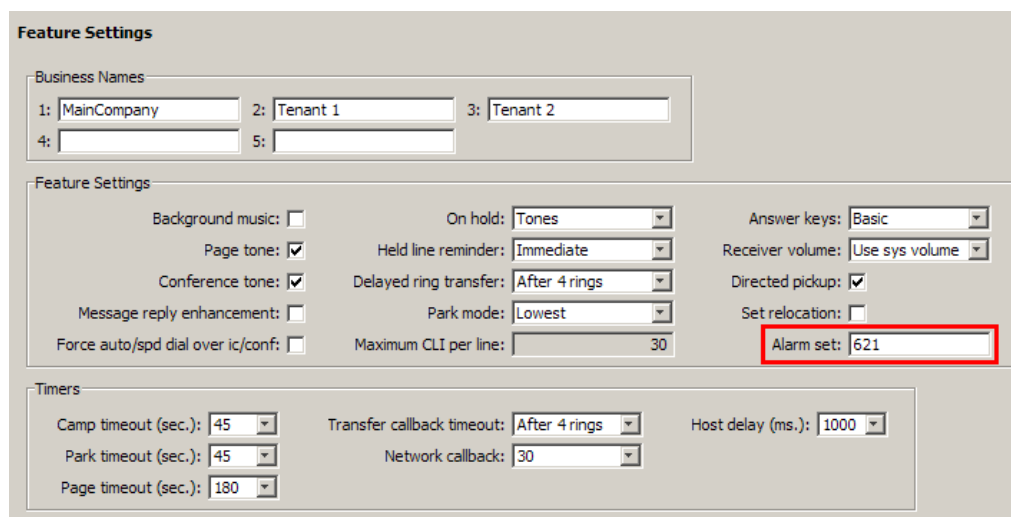 Feature Settings
Business Names
1: MainCompany 2: Tenant 1 3: Tenant 2
4: 5:
Feature Settings
Background music: On hold: Tones Answer keys: Basic
Page tone: Held line reminder: Immediate Receiver volume: Use sys volume
Conference tone: Delayed ring transfer: After 4 rings Directed pickup:
Message reply enhancement: Park mode: Lowest Set relocation:
Force auto/spd dial over ic/conf: Maximum CLI per line: 30 Alarm set: 621
Timers
Camp timeout (sec.): 45 Transfer callback timeout: After 4 rings Host delay (ms.): 1000
Park timeout (sec.): 45 Network callback: 30
Page timeout (sec.): 180